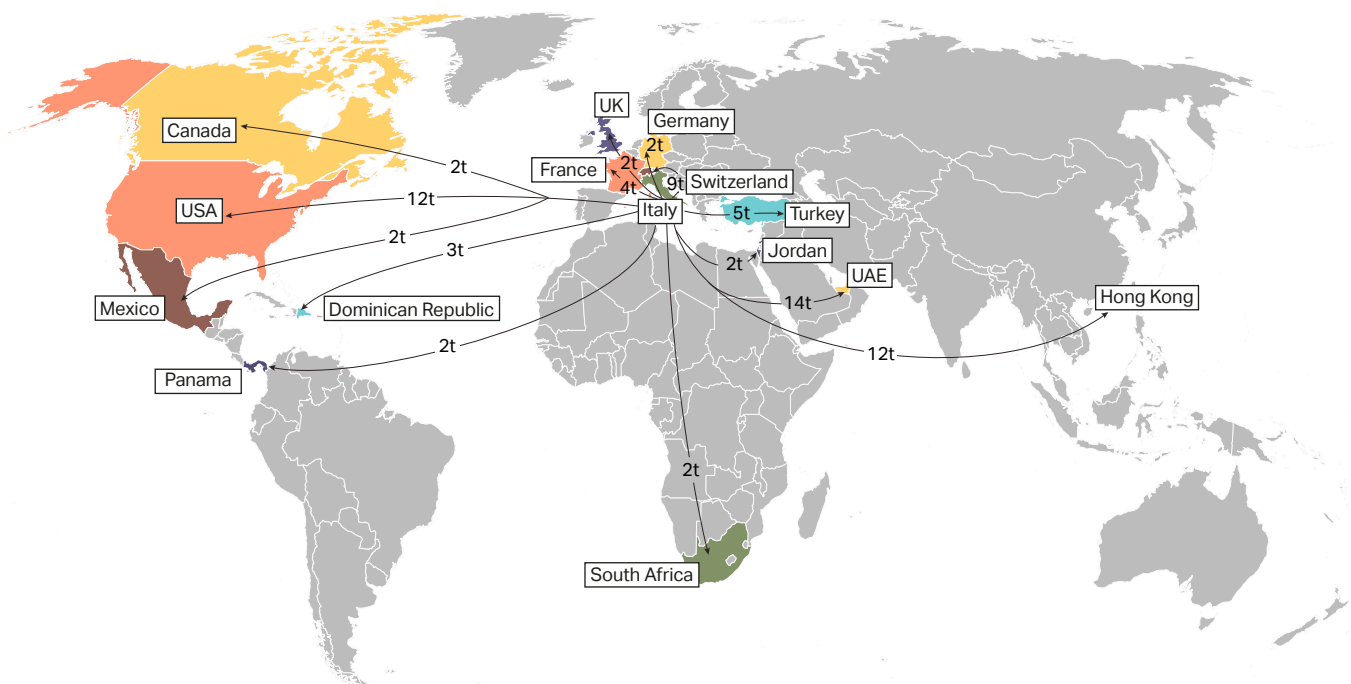 UK
Germany
Canada
2t
2t
France
2t
4t
9t
Switzerland
USA
12t
Italy
5t
Turkey
2t
3t
2t
Jordan
UAE
Mexico
Dominican Republic
14t
Hong Kong
2t
12t
Panama
2t
South Africa